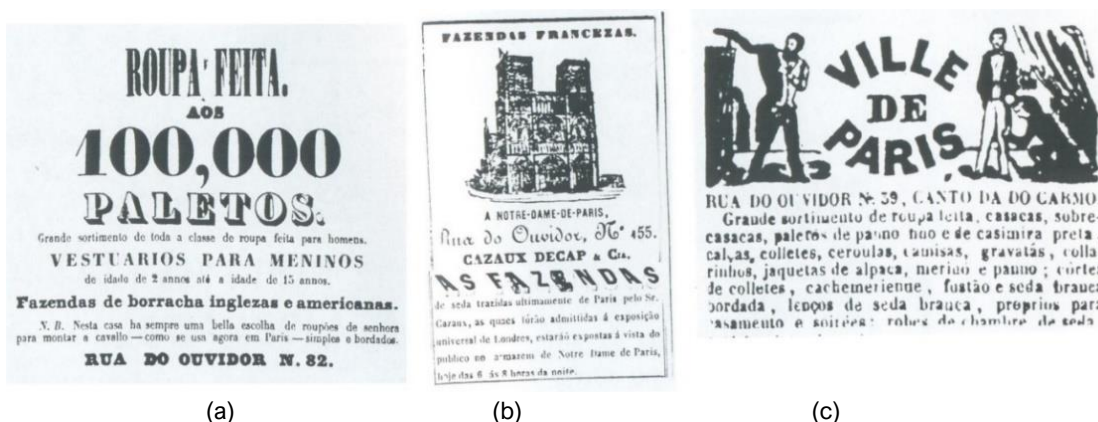 ROUPA FEITA.
AOS
100,000
PALETOS.
Grande sortimento de toda a classe de roupa feita para homens.
VESTUARIOS PARA MENINOS
de idade de 2 annos até a idade de 15 annos.
Fazendas de borracha inglezas e americanas.
N. B. Nesta casa ha sempre uma bella escolha de roupões de senhora
para montar a cavallo — como se usa agora em Paris — simples e bordados.
RUA DO OUVIDOR N. 82.
(a)
FAZENDAS FRANCEZAS.
A NOTRE-DAME-DE-PARIS,
Rua do Ouvidor, Nº 155.
CAZAUX DECAP & Cia.
AS FAZENDAS
de seda trazidas ultimamente de Paris pelo Sr.
Cazaux, as quaes forão admittidas á exposição
universal de Londres, estarão expostas á vista do
publico no armazem de Notre Dame de Paris,
hoje das 6 ás 8 horas da noite.
(b)
VILLE
DE
PARIS
RUA DO OUVIDOR Nº. 39, CANTO DA DO CARMO
Grande sortimento de roupa feita, casacas, sobre-
casacas, paletós de panno fino e de casimira preta,
calças, colletes, ceroulas, camisas, gravatás, colla-
rinhos, jaquetas de alpaca, merinó e panno; córtes
de colletes, cachemerienne, fustão e seda branca
bordada, lenços de seda branca, proprios para
casamento e soirées; robes de chambre de seda
(c)